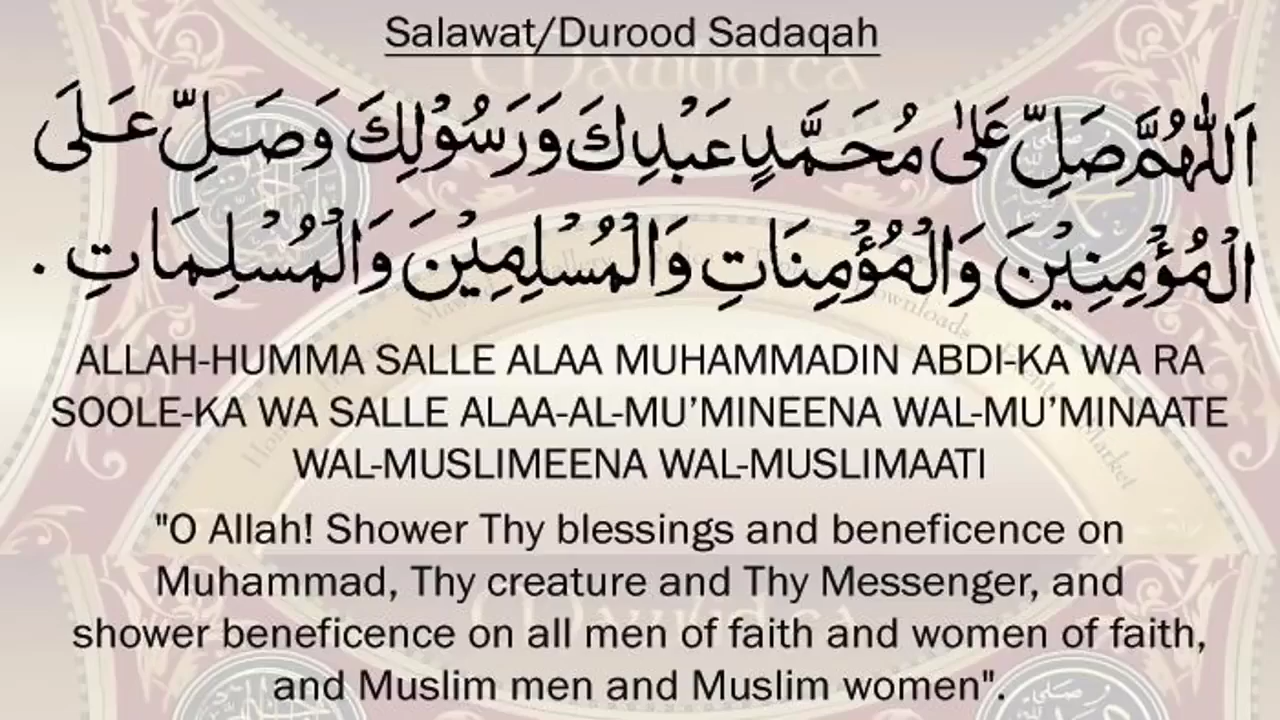 Salawat/Durood Sadaqah
اَللّٰهُمَّ صَلِّ عَلٰى مُحَمَّدٍ عَبْدِكَ وَرَسُوْلِكَ وَصَلِّ عَلَى
الْمُؤْمِنِيْنَ وَالْمُؤْمِنَاتِ وَالْمُسْلِمِيْنَ وَالْمُسْلِمَاتِ .
ALLAH-HUMMA SALLE ALAA MUHAMMADIN ABDI-KA WA RA
SOOLE-KA WA SALLE ALAA-AL-MU’MINEENA WAL-MU’MINAATE
WAL-MUSLIMEENA WAL-MUSLIMAATI
"O Allah! Shower Thy blessings and beneficence on
Muhammad, Thy creature and Thy Messenger, and
shower beneficence on all men of faith and women of faith,
and Muslim men and Muslim women".